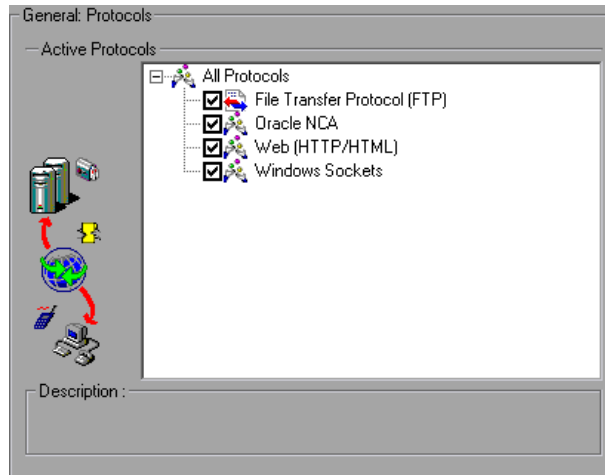 General: Protocols
Active Protocols
All Protocols
File Transfer Protocol (FTP)
Oracle NCA
Web (HTTP/HTML)
Windows Sockets
Description :